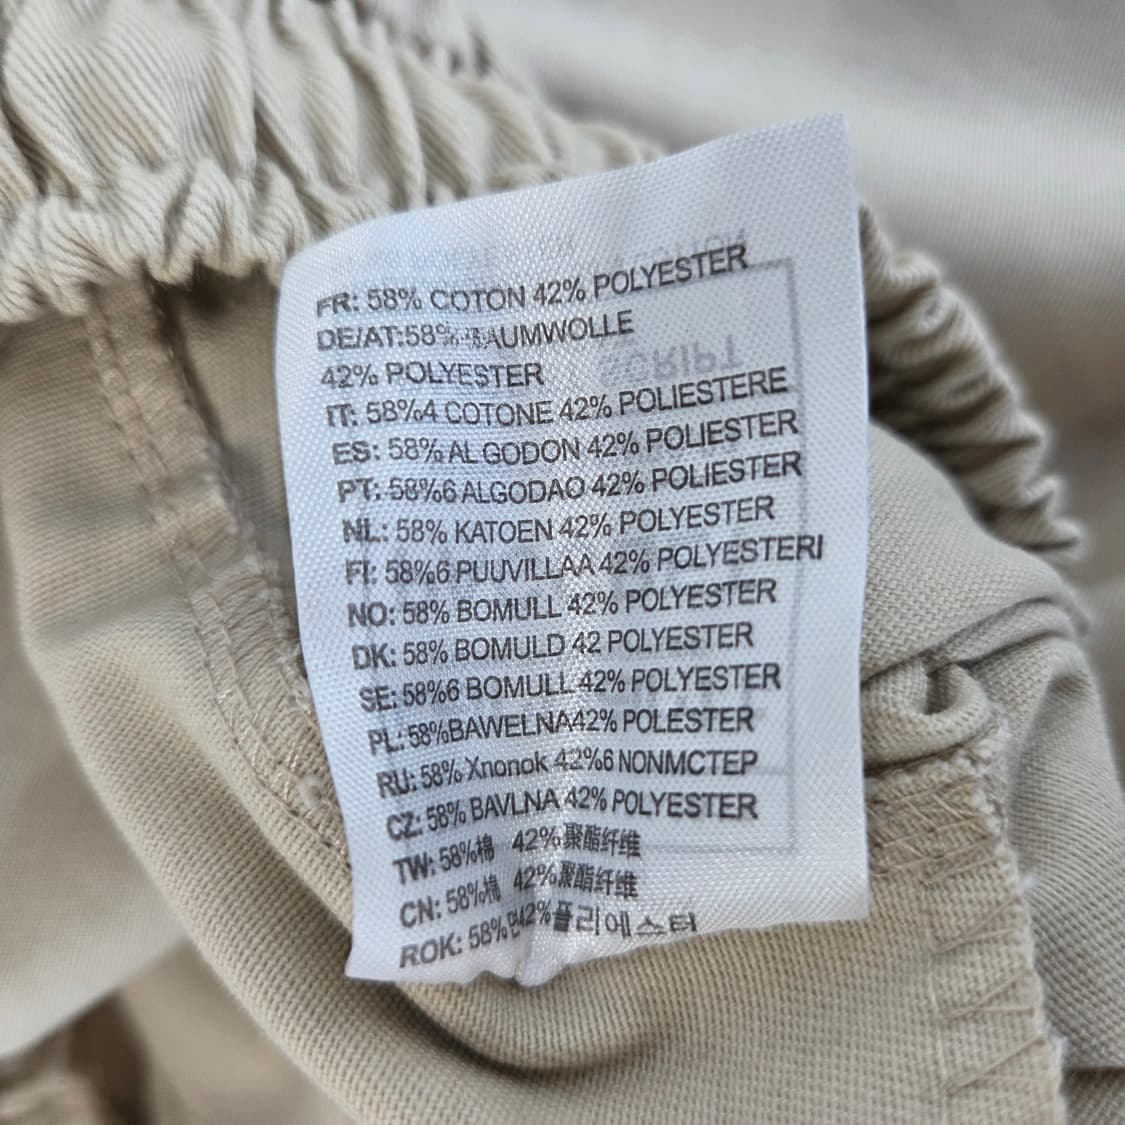 FR: 58% COTON 42% POLYESTER
DE/AT:58% BAUMWOLLE
42% POLYESTER
IT: 58%4 COTONE 42% POLIESTERE
ES: 58% AL GODON 42% POLIESTER
PT: 58%6 ALGODAO 42% POLIESTER
NL: 58% KATOEN 42% POLYESTER
FI: 58%6 PUUVILLAA 42% POLYESTERI
NO: 58% BOMULL 42% POLYESTER
DK: 58% BOMULD 42 POLYESTER
SE: 58%6 BOMULL 42% POLYESTER
PL: 58%BAWELNA42% POLESTER
RU: 58% Xnonok 42%6 NONMCTEP
CZ: 58% BAVLNA 42% POLYESTER
TW: 58%棉 42%聚酯纤维
CN: 58%棉 42%聚酯纤维
ROK: 58%면42%폴리에스터